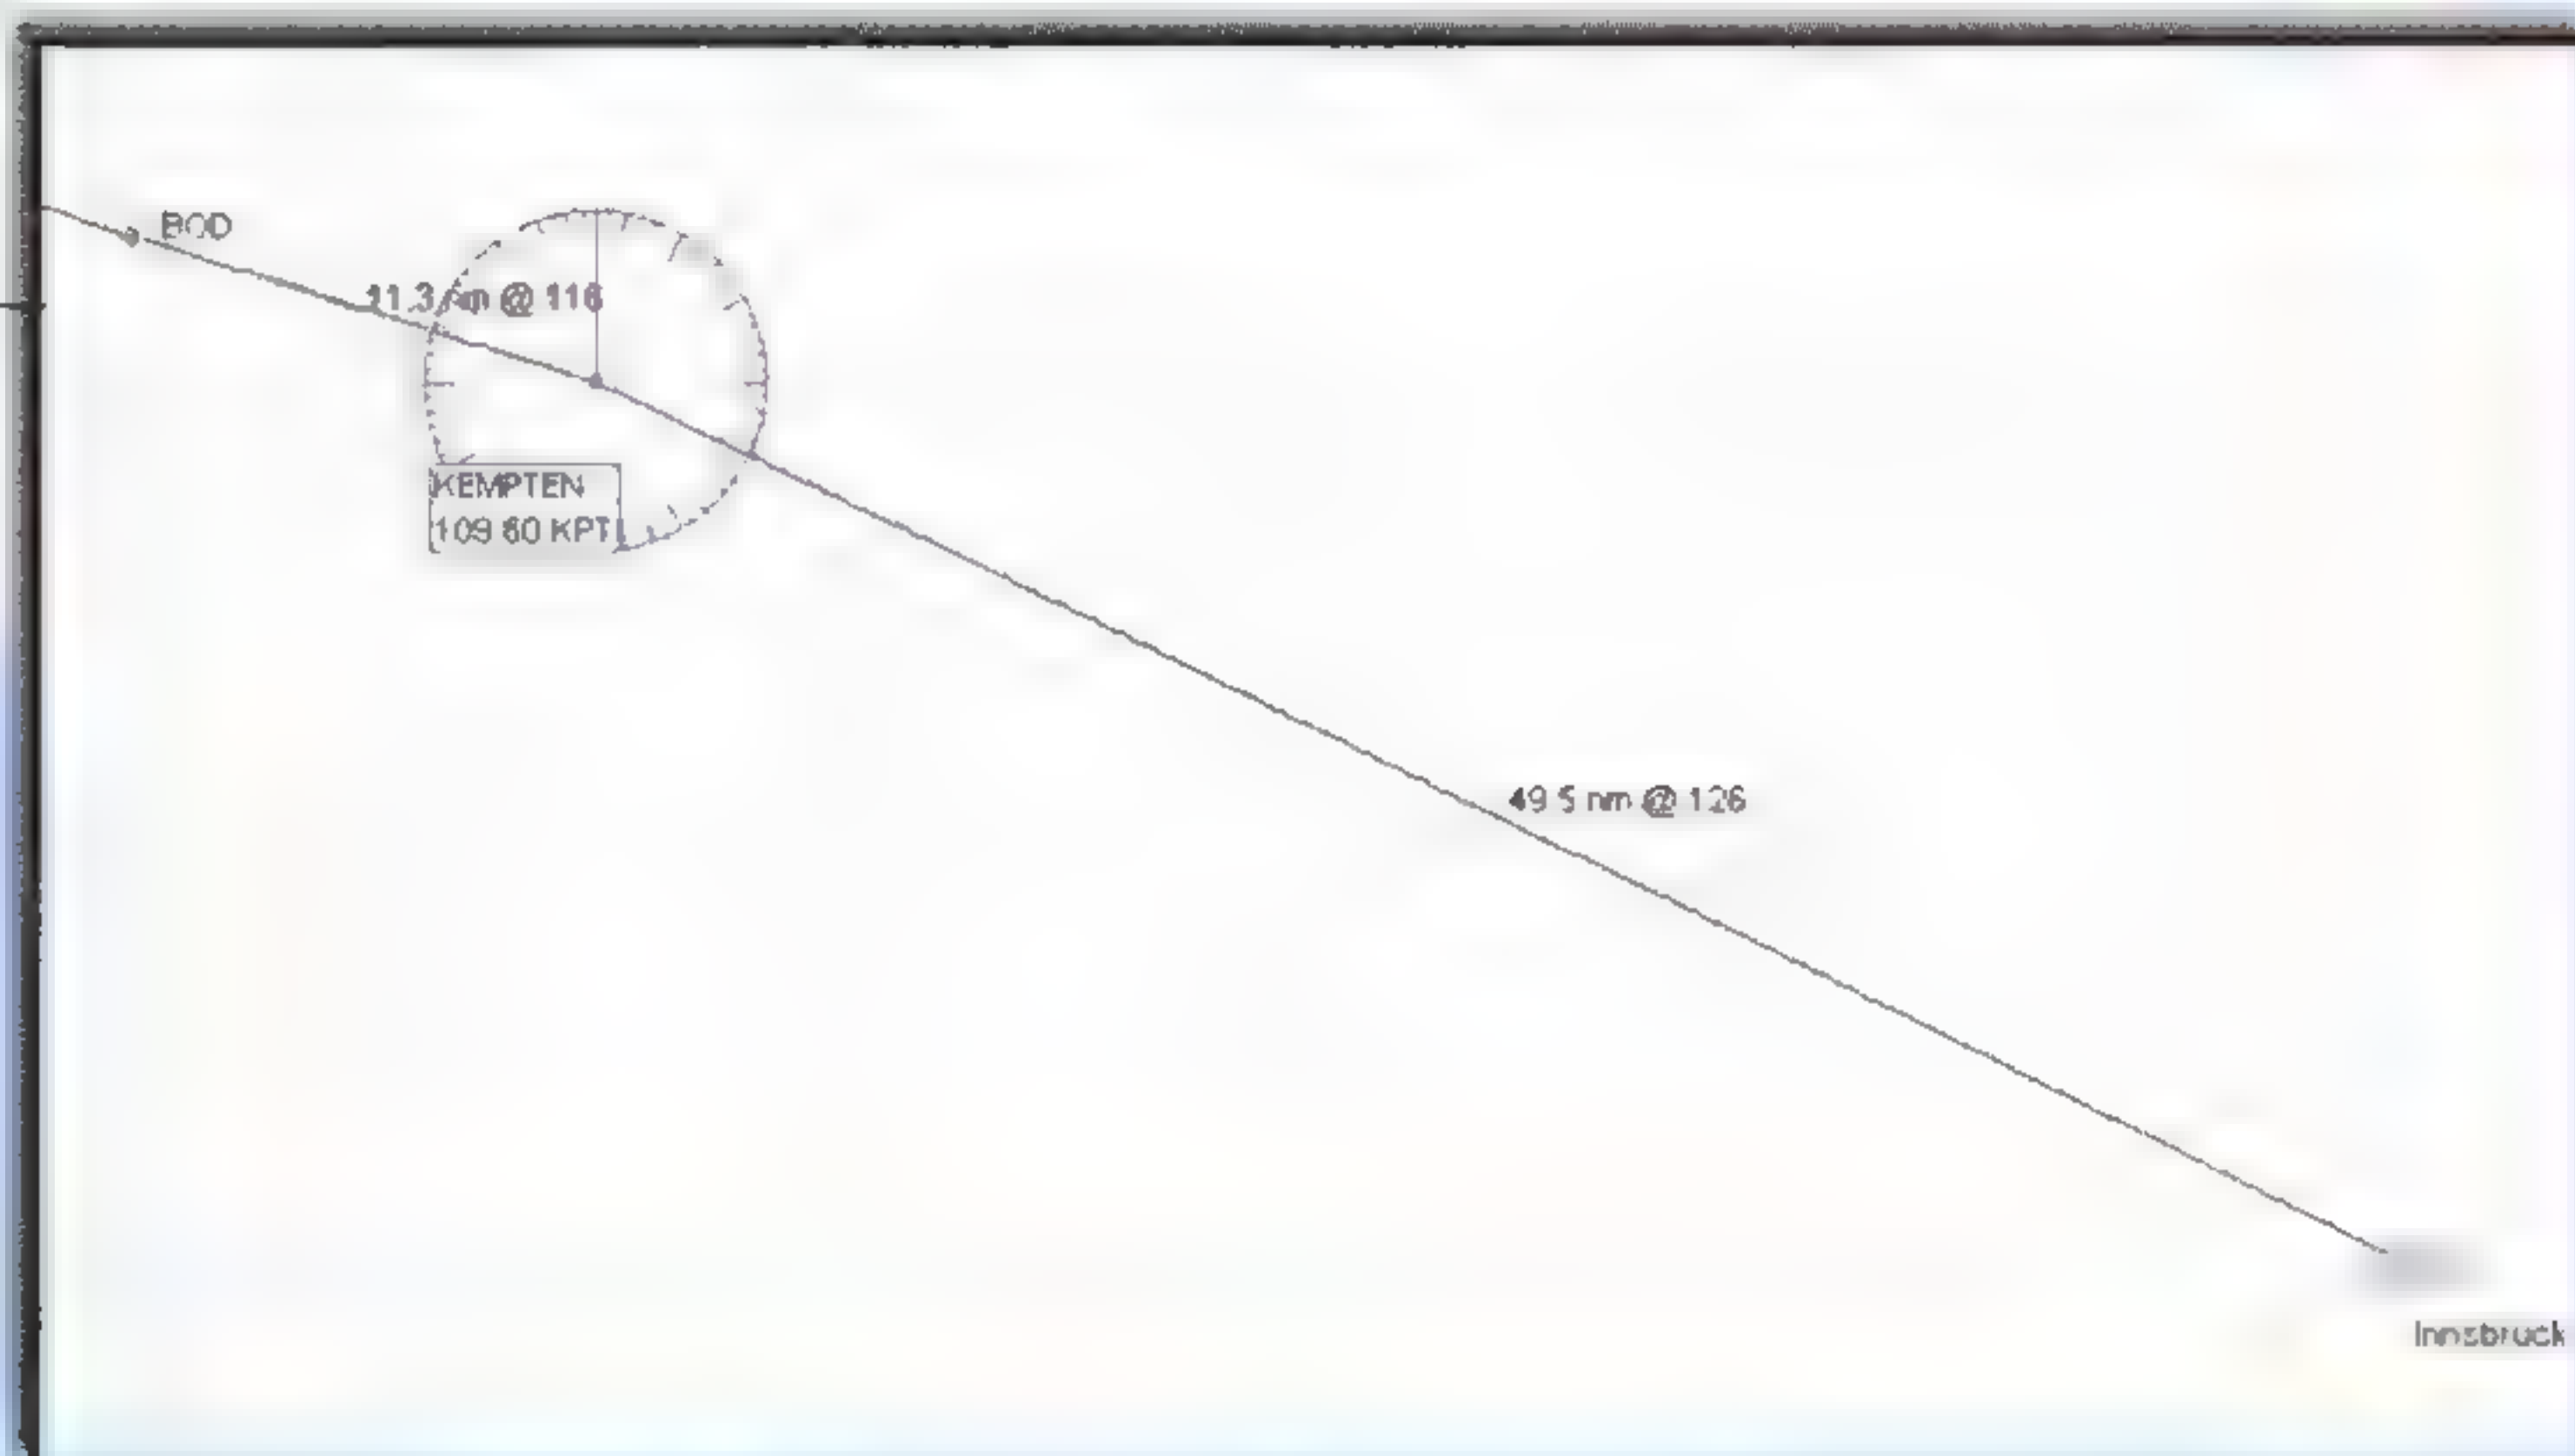 BOD
11.3 nm @ 116
KEMPTEN
109 60 KPT
49 5 nm @ 126
Innsbruck